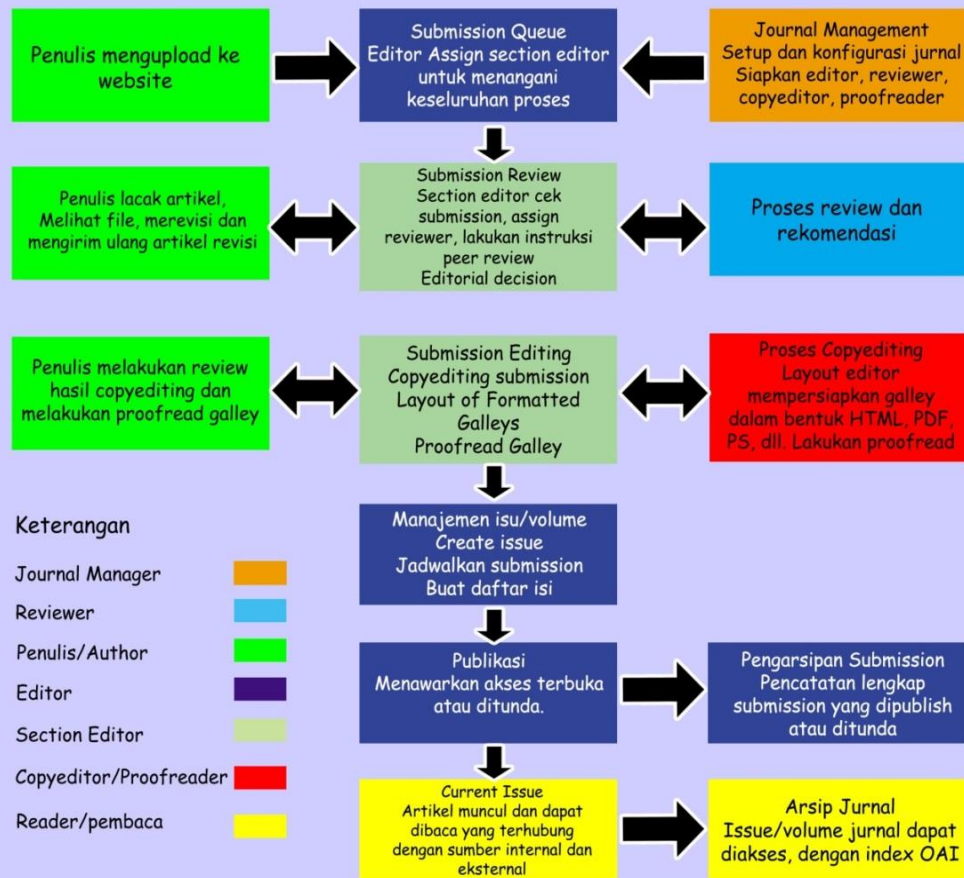 Penulis mengupload ke
website
Submission Queue
Editor Assign section editor
untuk menangani
keseluruhan proses
Journal Management
Setup dan konfigurasi jurnal
Siapkan editor, reviewer,
copyeditor, proofreader
Penulis lacak artikel,
Melihat file, merevisi dan
mengirim ulang artikel revisi
Submission Review
Section editor cek
submission, assign
reviewer, lakukan instruksi
peer review
Editorial decision
Proses review dan
rekomendasi
Penulis melakukan review
hasil copyediting dan
melakukan proofread galley
Submission Editing
Copyediting submission
Layout of Formatted
Galleys
Proofread Galley
Proses Copyediting
Layout editor
mempersiapkan galley
dalam bentuk HTML, PDF,
PS, dll. Lakukan proofread
Manajemen isu/volume
Create issue
Jadwalkan submission
Buat daftar isi
Publikasi
Menawarkan akses terbuka
atau ditunda.
Pengarsipan Submission
Pencatatan lengkap
submission yang dipublish
atau ditunda
Current Issue
Artikel muncul dan dapat
dibaca yang terhubung
dengan sumber internal dan
eksternal
Arsip Jurnal
Issue/volume jurnal dapat
diakses, dengan index OAI
Keterangan
Journal Manager
Reviewer
Penulis/Author
Editor
Section Editor
Copyeditor/Proofreader
Reader/pembaca